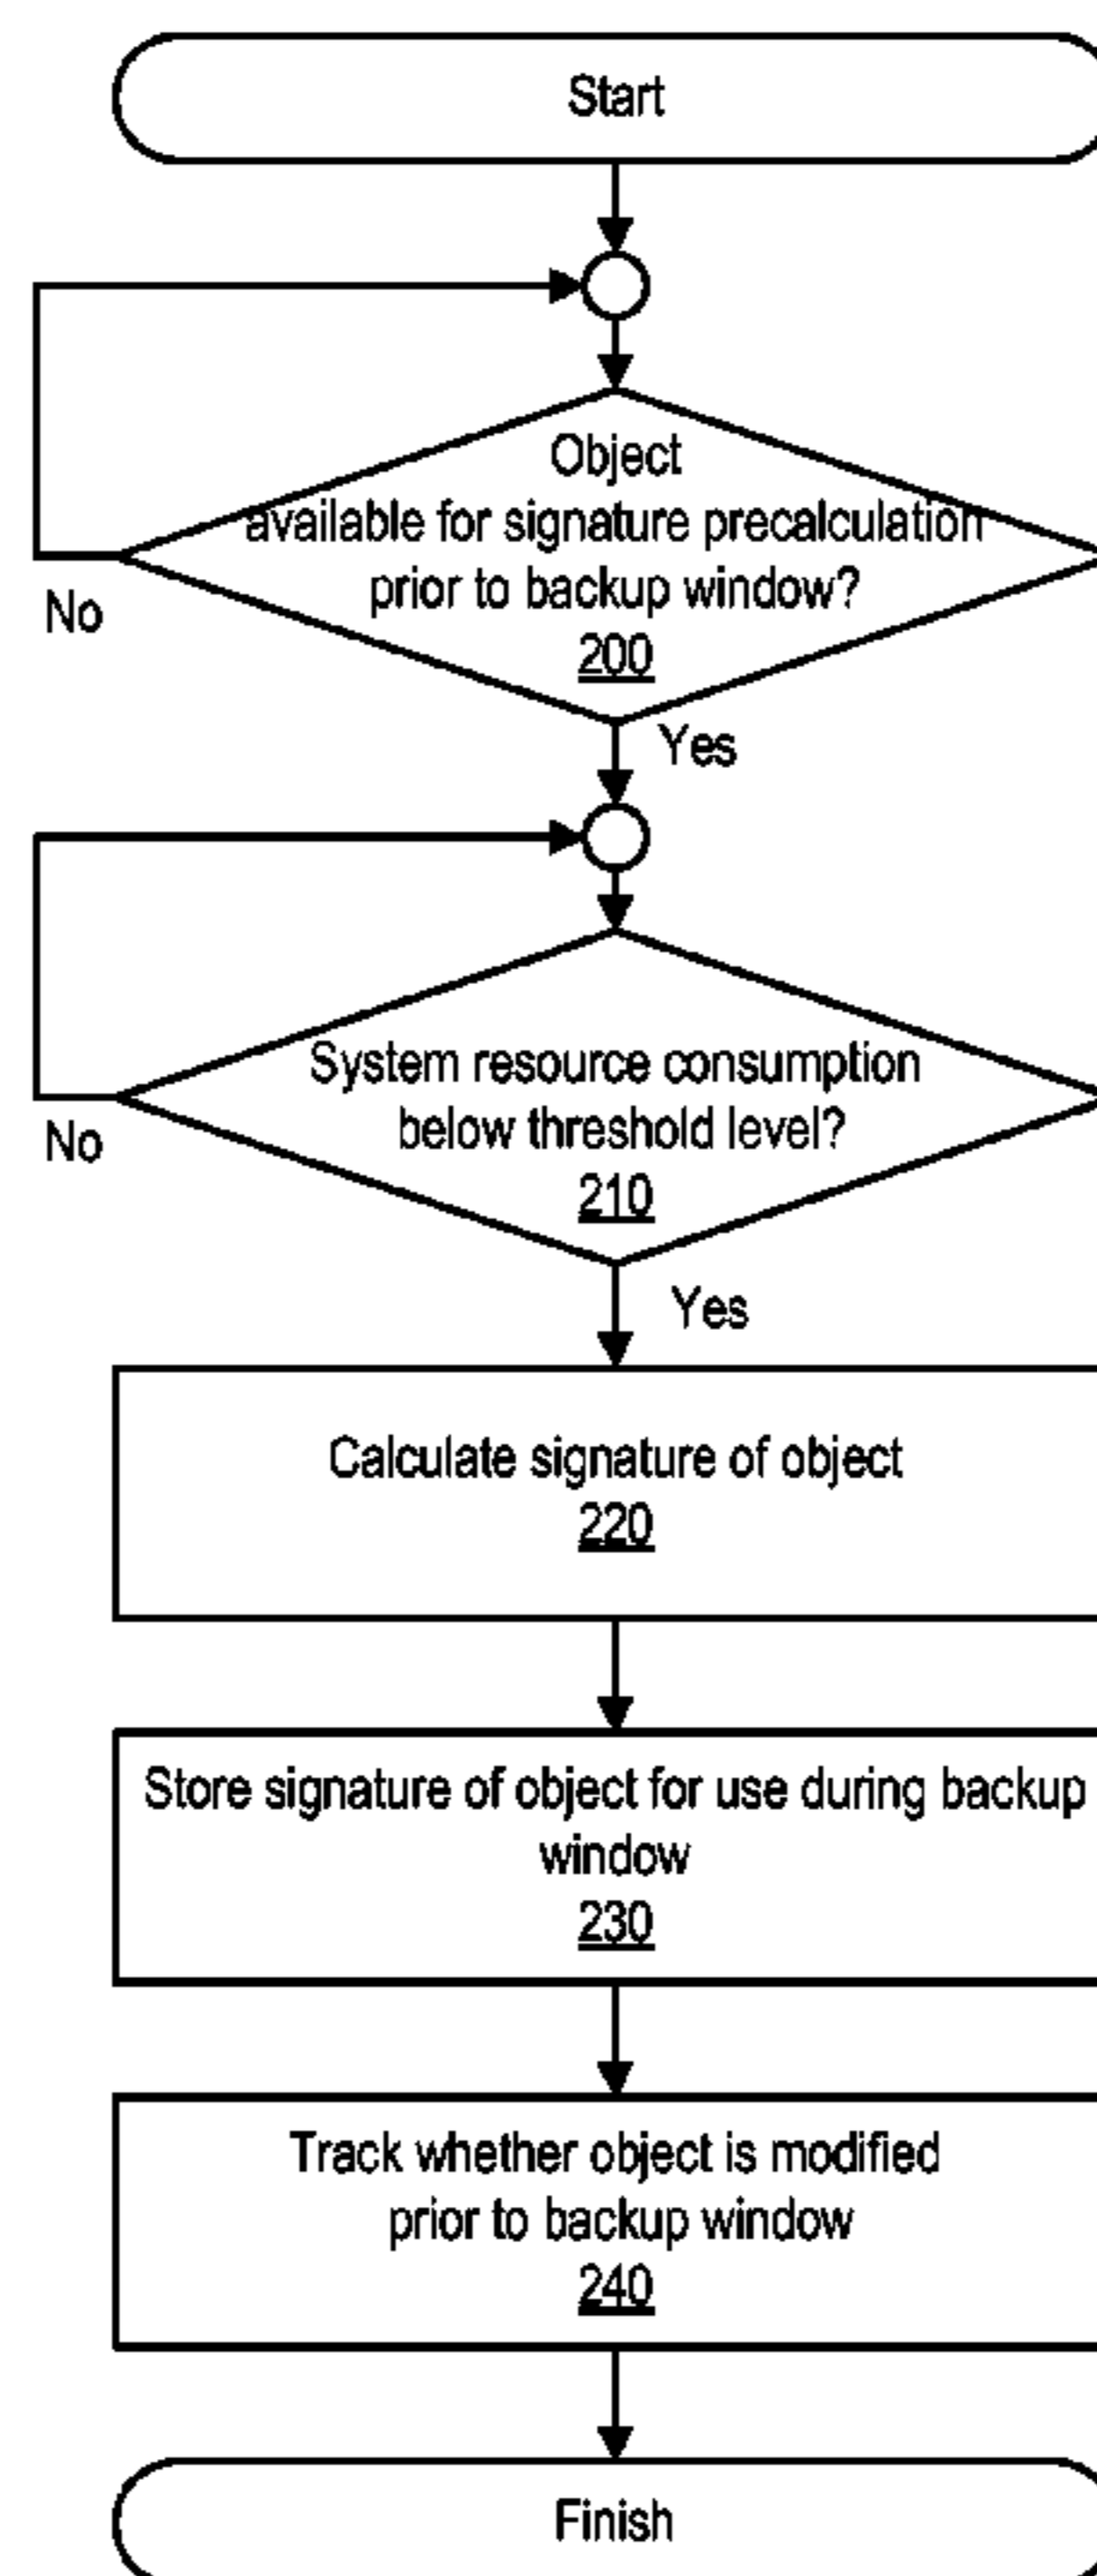 Start
Object
available for signature precalculation
prior to backup window?
200
No
Yes
System resource consumption
below threshold level?
210
No
Yes
Calculate signature of object
220
Store signature of object for use during backup
window
230
Track whether object is modified
prior to backup window
240
Finish